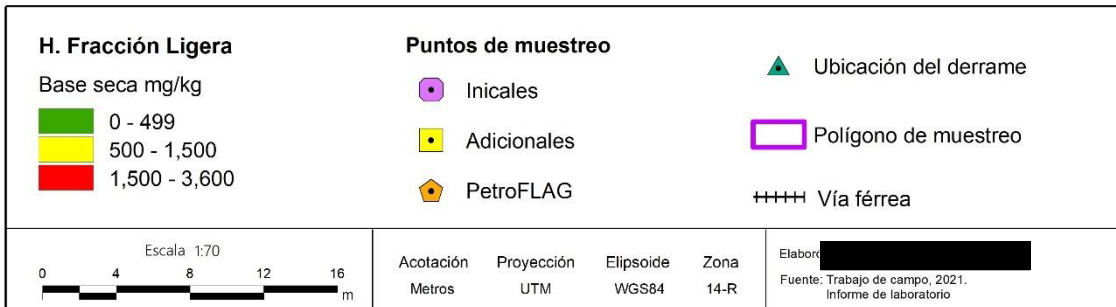 H. Fracción Ligera
Base seca mg/kg
0 - 499
500 - 1,500
1,500 - 3,600
Puntos de muestreo
Inicales
Adicionales
PetroFLAG
Ubicación del derrame
Polígono de muestreo
Vía férrea
Escala 1:70
0 4 8 12 16
m
Acotación Proyección Elipsoide Zona
Metros UTM WGS84 14-R
Fuente: Trabajo de campo, 2021.
Informe de laboratorio